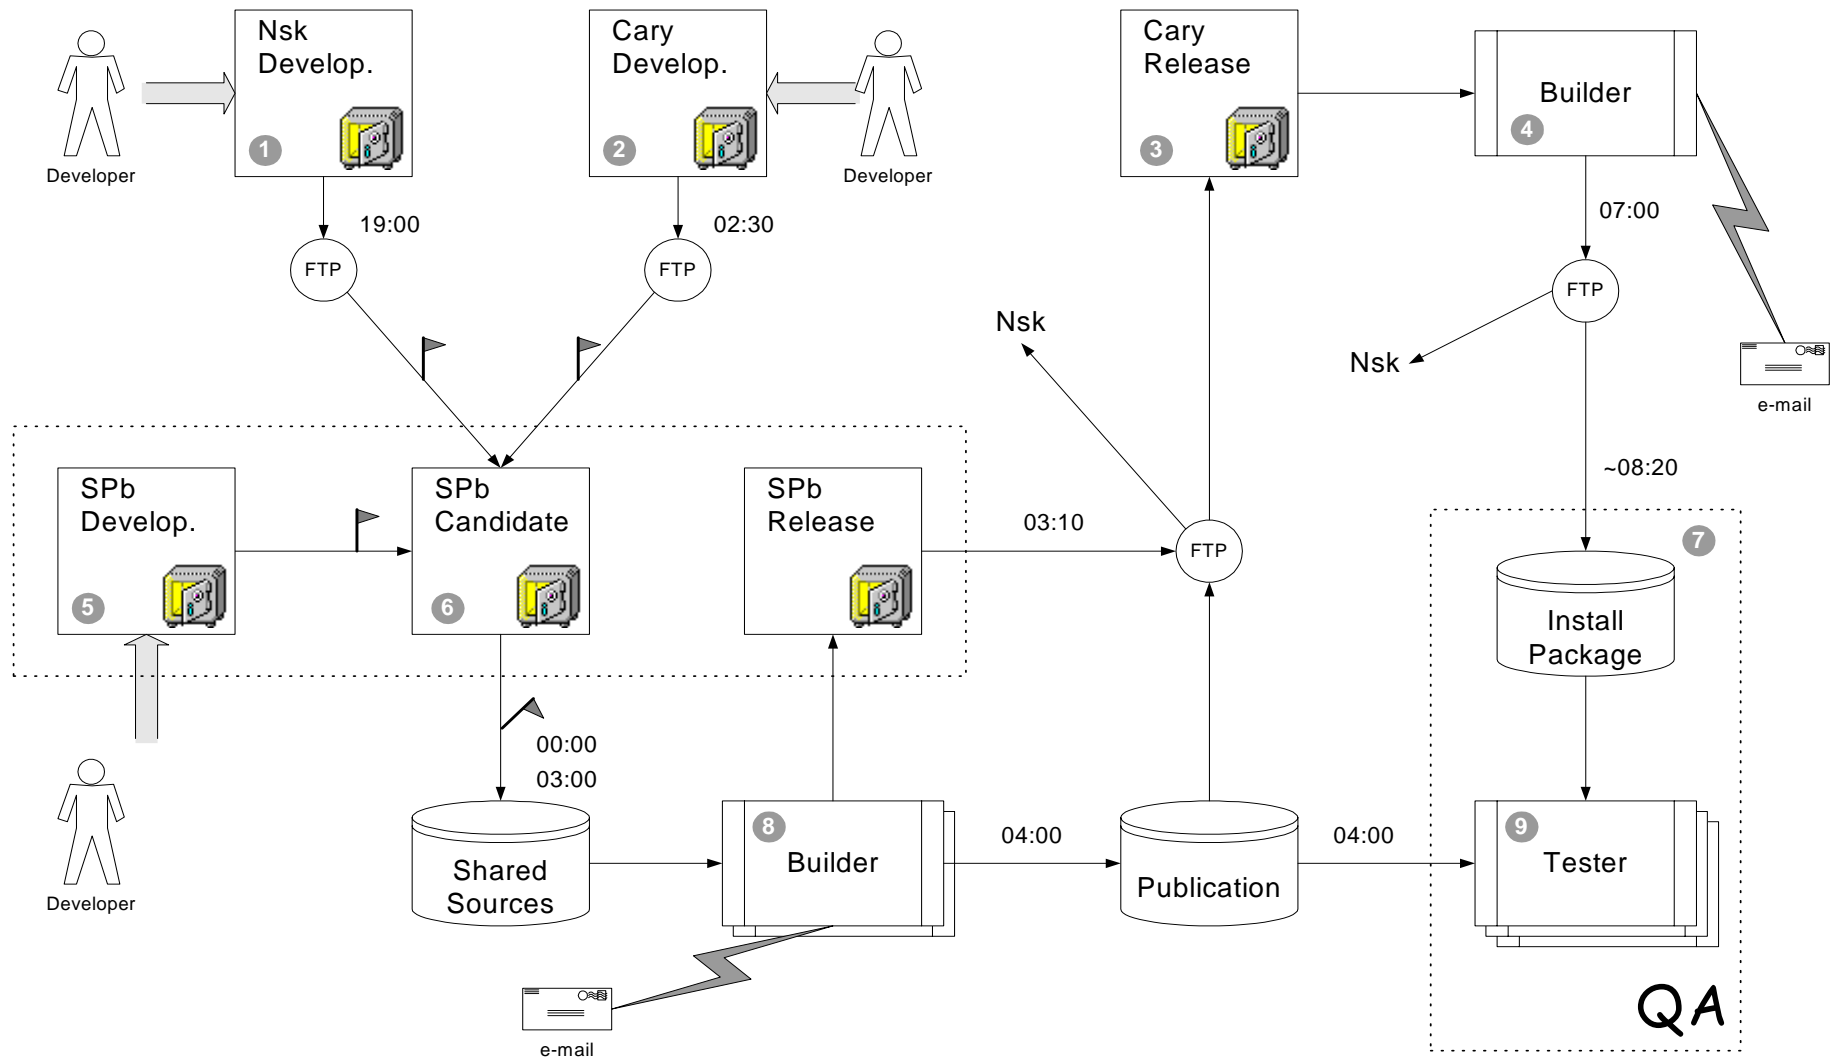 Nsk
Develop.
1
Developer
Cary
Develop.
2
Developer
Cary
Release
3
Builder
4
19:00
FTP
02:30
FTP
07:00
FTP
Nsk
Nsk
e-mail
~08:20
SPb
Develop.
5
SPb
Candidate
6
SPb
Release
03:10
FTP
7
Install
Package
00:00
03:00
Developer
Shared
Sources
8
Builder
04:00
Publication
04:00
9
Tester
QA
e-mail